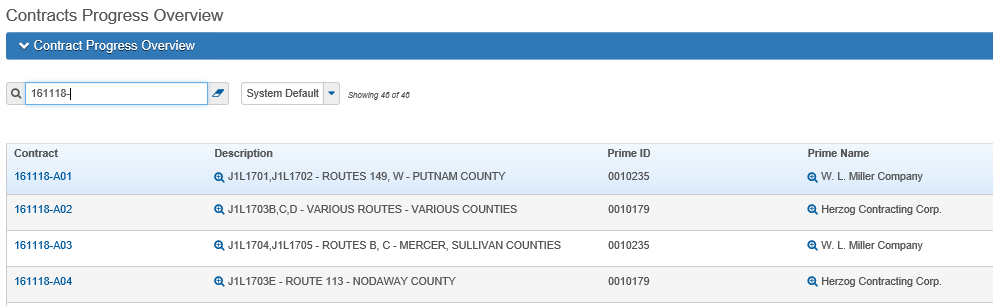 Contracts Progress Overview
Contract Progress Overview
161118- System Default Showing 46 of 46
Contract Description Prime ID Prime Name
161118-A01 J1L1701,J1L1702 - ROUTES 149, W - PUTNAM COUNTY 0010235 W. L. Miller Company
161118-A02 J1L1703B,C,D - VARIOUS ROUTES - VARIOUS COUNTIES 0010179 Herzog Contracting Corp.
161118-A03 J1L1704,J1L1705 - ROUTES B, C - MERCER, SULLIVAN COUNTIES 0010235 W. L. Miller Company
161118-A04 J1L1703E - ROUTE 113 - NODAWAY COUNTY 0010179 Herzog Contracting Corp.